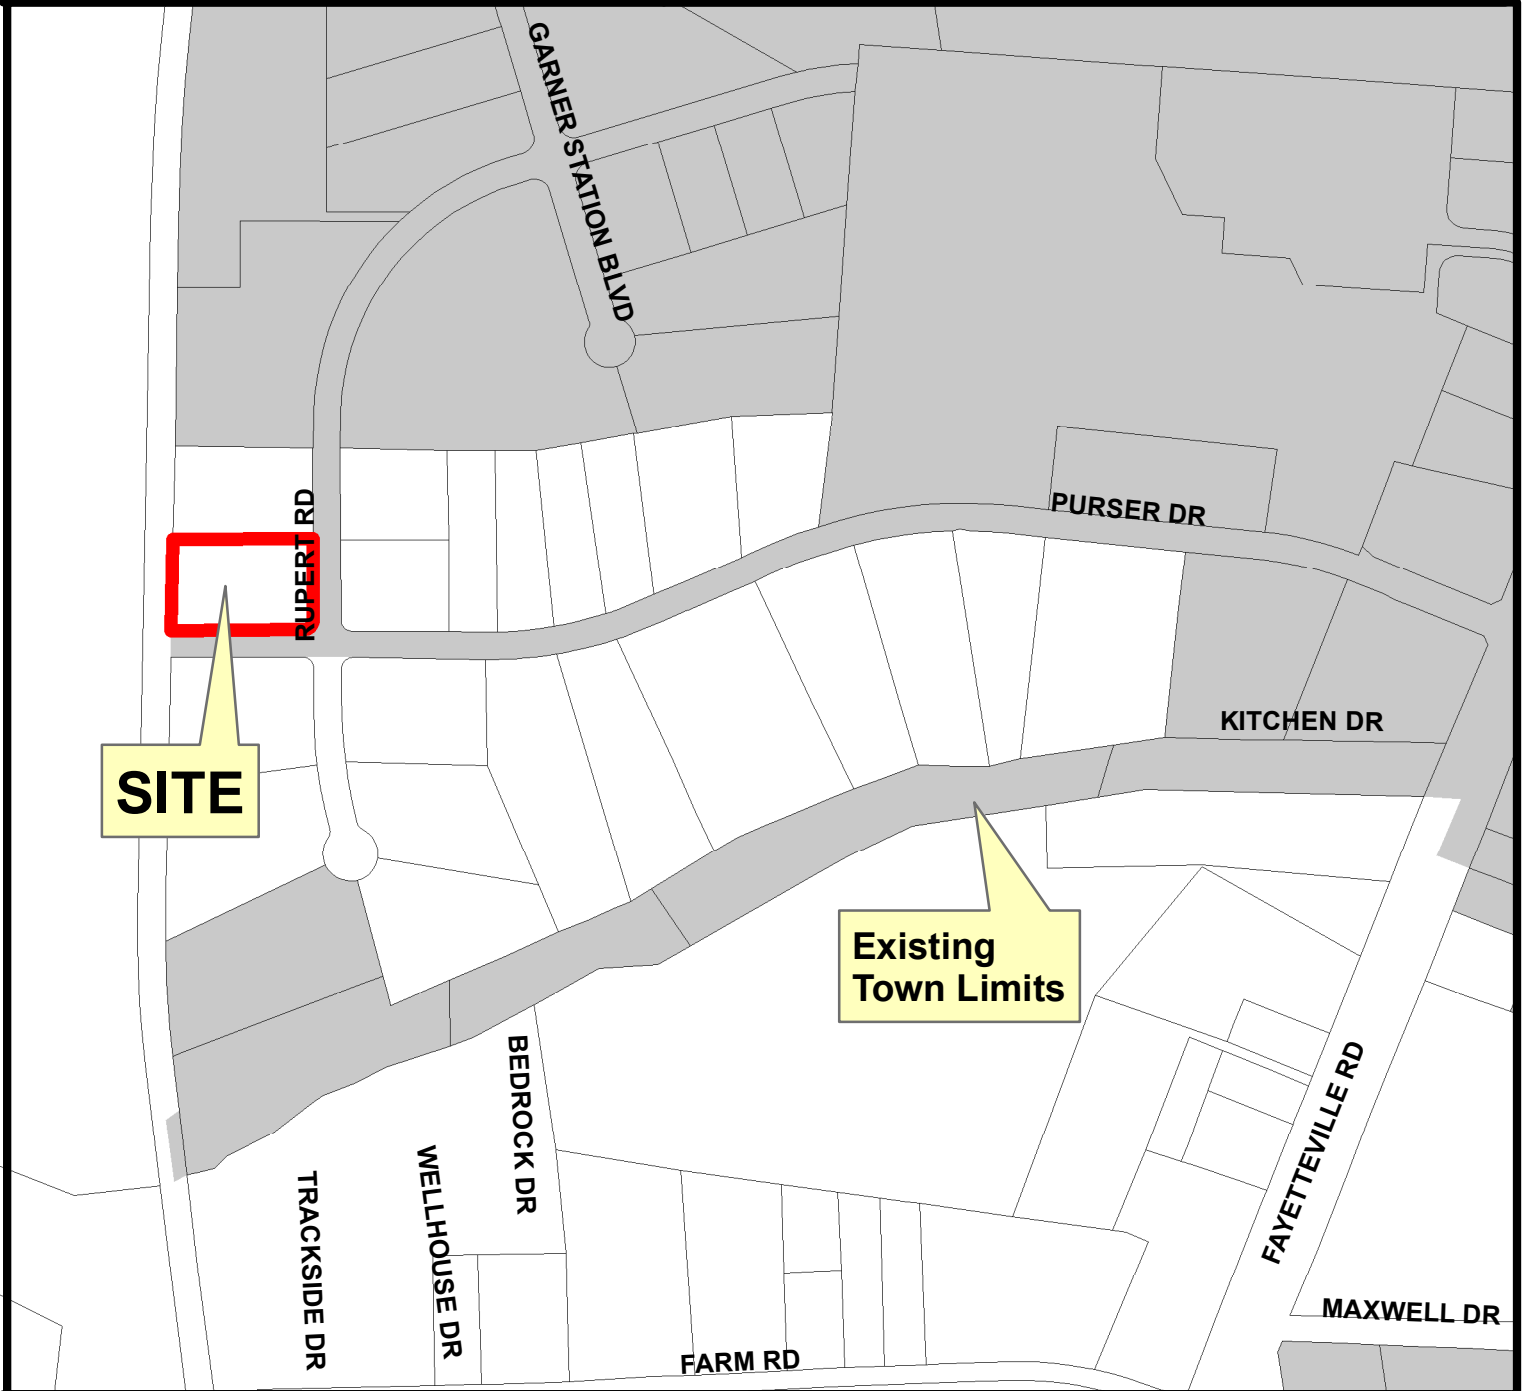 GARNER STATION BLVD
RUPERT RD
PURSER DR
KITCHEN DR
SITE
Existing
Town Limits
BEDROCK DR
WELLHOUSE DR
TRACKSIDE DR
FAYETTEVILLE RD
MAXWELL DR
FARM RD